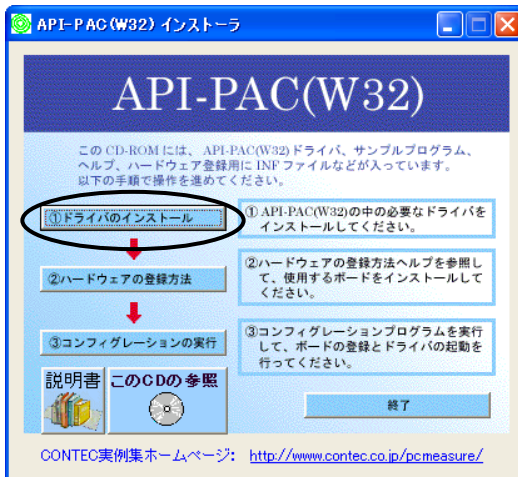 API-PAC(W32) インストーラ
API-PAC(W32)
この CD-ROM には、 API-PAC(W32)ドライバ、サンプルプログラム、
ヘルプ、ハードウェア登録用に INF ファイルなどが入っています。
以下の手順で操作を進めてください。
①ドライバのインストール
① API-PAC(W32)の中の必要なドライバを
インストールしてください。
②ハードウェアの登録方法
②ハードウェアの登録方法ヘルプを参照し
て、使用するボードをインストールして
ください。
③コンフィグレーションの実行
③コンフィグレーションプログラムを実行
して、ボードの登録とドライバの起動を
行ってください。
説明書
このCDの参照
終了
CONTEC実例集ホームページ: http://www.contec.co.jp/pcmeasure/